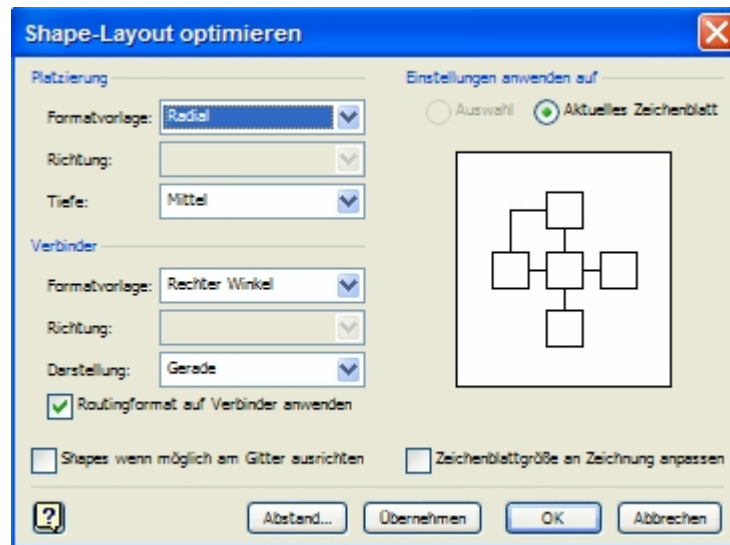 Shape-Layout optimieren
Platzierung
Formatvorlage: Radial
Richtung:
Tiefe: Mittel
Verbinder
Formatvorlage: Rechter Winkel
Richtung:
Darstellung: Gerade
Routingformat auf Verbinder anwenden
Shapes wenn möglich am Gitter ausrichten
Einstellungen anwenden auf
Auswahl Aktuelles Zeichenblatt
Zeichenblattgröße an Zeichnung anpassen
? Abstand... Übernehmen OK Abbrechen